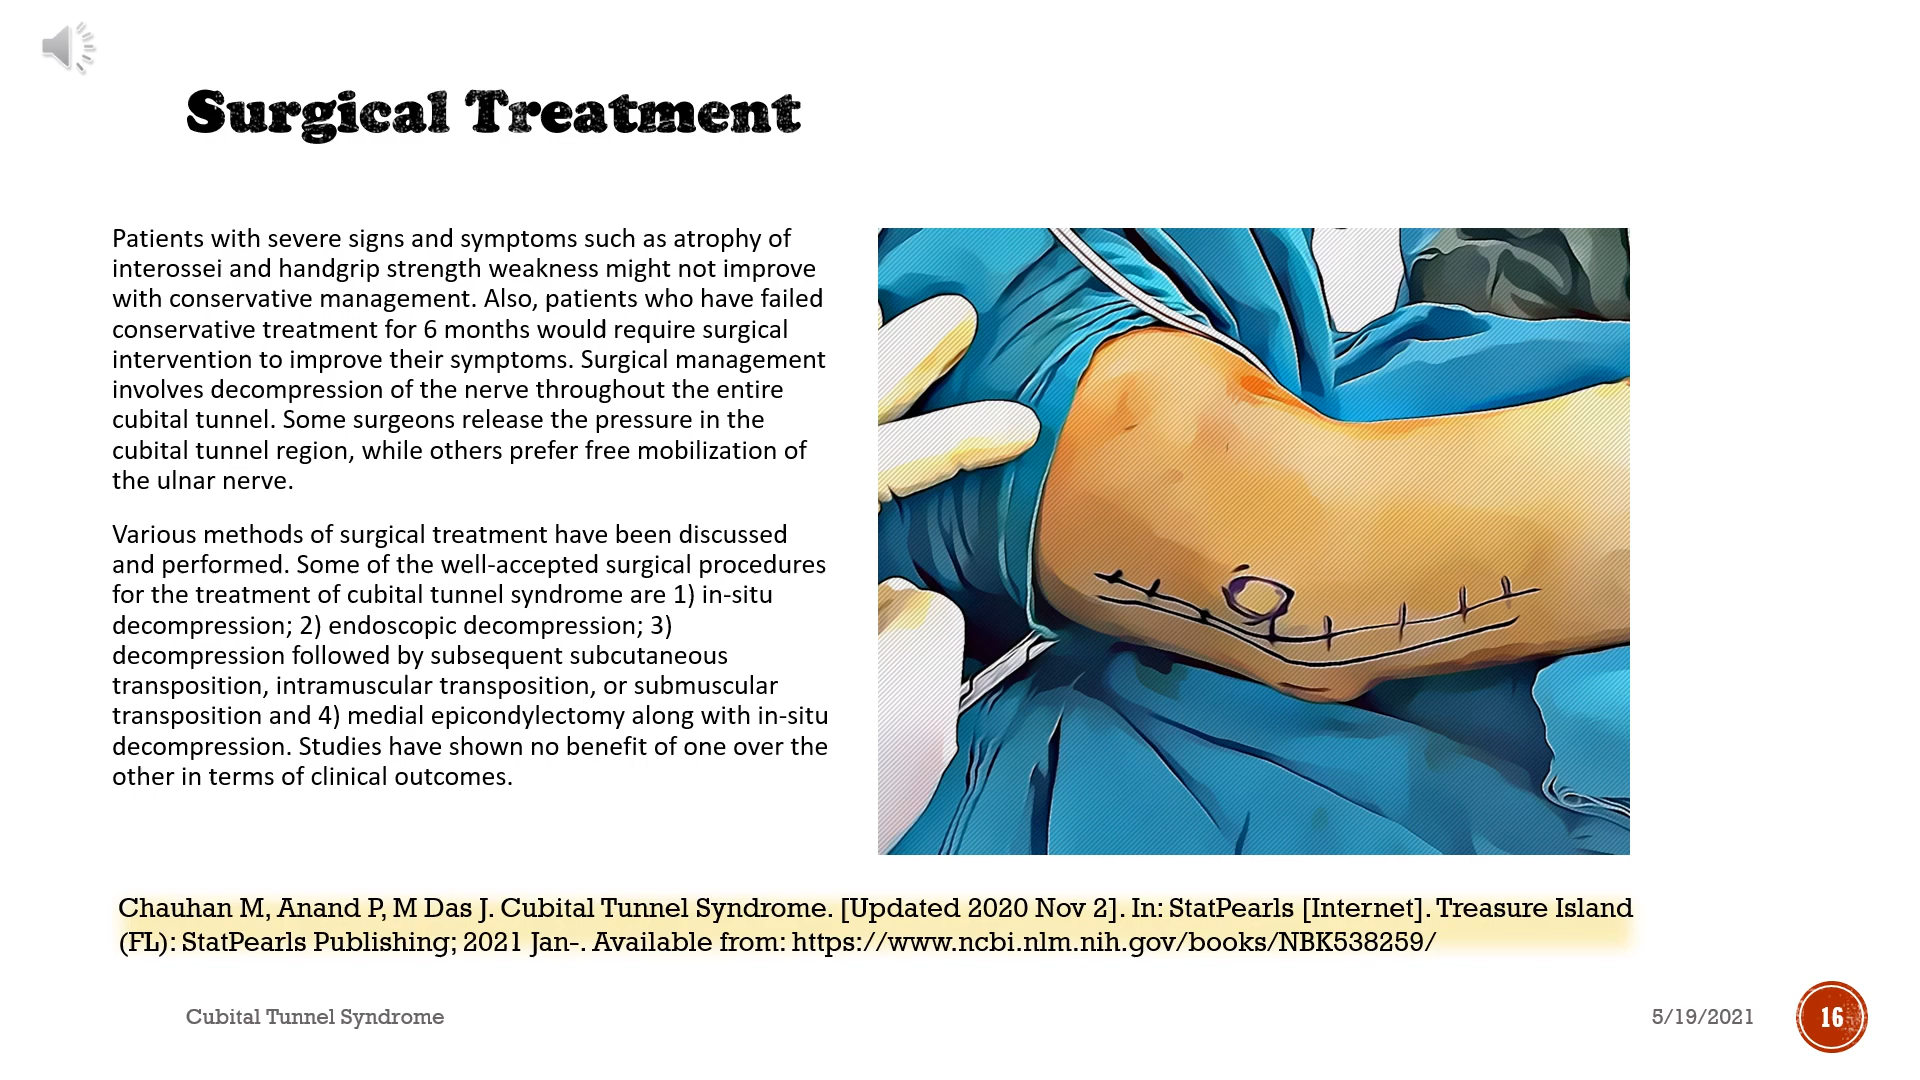 Surgical Treatment
Patients with severe signs and symptoms such as atrophy of
interossei and handgrip strength weakness might not improve
with conservative management. Also, patients who have failed
conservative treatment for 6 months would require surgical
intervention to improve their symptoms. Surgical management
involves decompression of the nerve throughout the entire
cubital tunnel. Some surgeons release the pressure in the
cubital tunnel region, while others prefer free mobilization of
the ulnar nerve.
Various methods of surgical treatment have been discussed
and performed. Some of the well-accepted surgical procedures
for the treatment of cubital tunnel syndrome are 1) in-situ
decompression; 2) endoscopic decompression; 3)
decompression followed by subsequent subcutaneous
transposition, intramuscular transposition, or submuscular
transposition and 4) medial epicondylectomy along with in-situ
decompression. Studies have shown no benefit of one over the
other in terms of clinical outcomes.
Chauhan M, Anand P, M Das J. Cubital Tunnel Syndrome. [Updated 2020 Nov 2]. In: StatPearls [Internet]. Treasure Island
(FL): StatPearls Publishing; 2021 Jan-. Available from: https://www.ncbi.nlm.nih.gov/books/NBK538259/
Cubital Tunnel Syndrome
5/19/2021
16